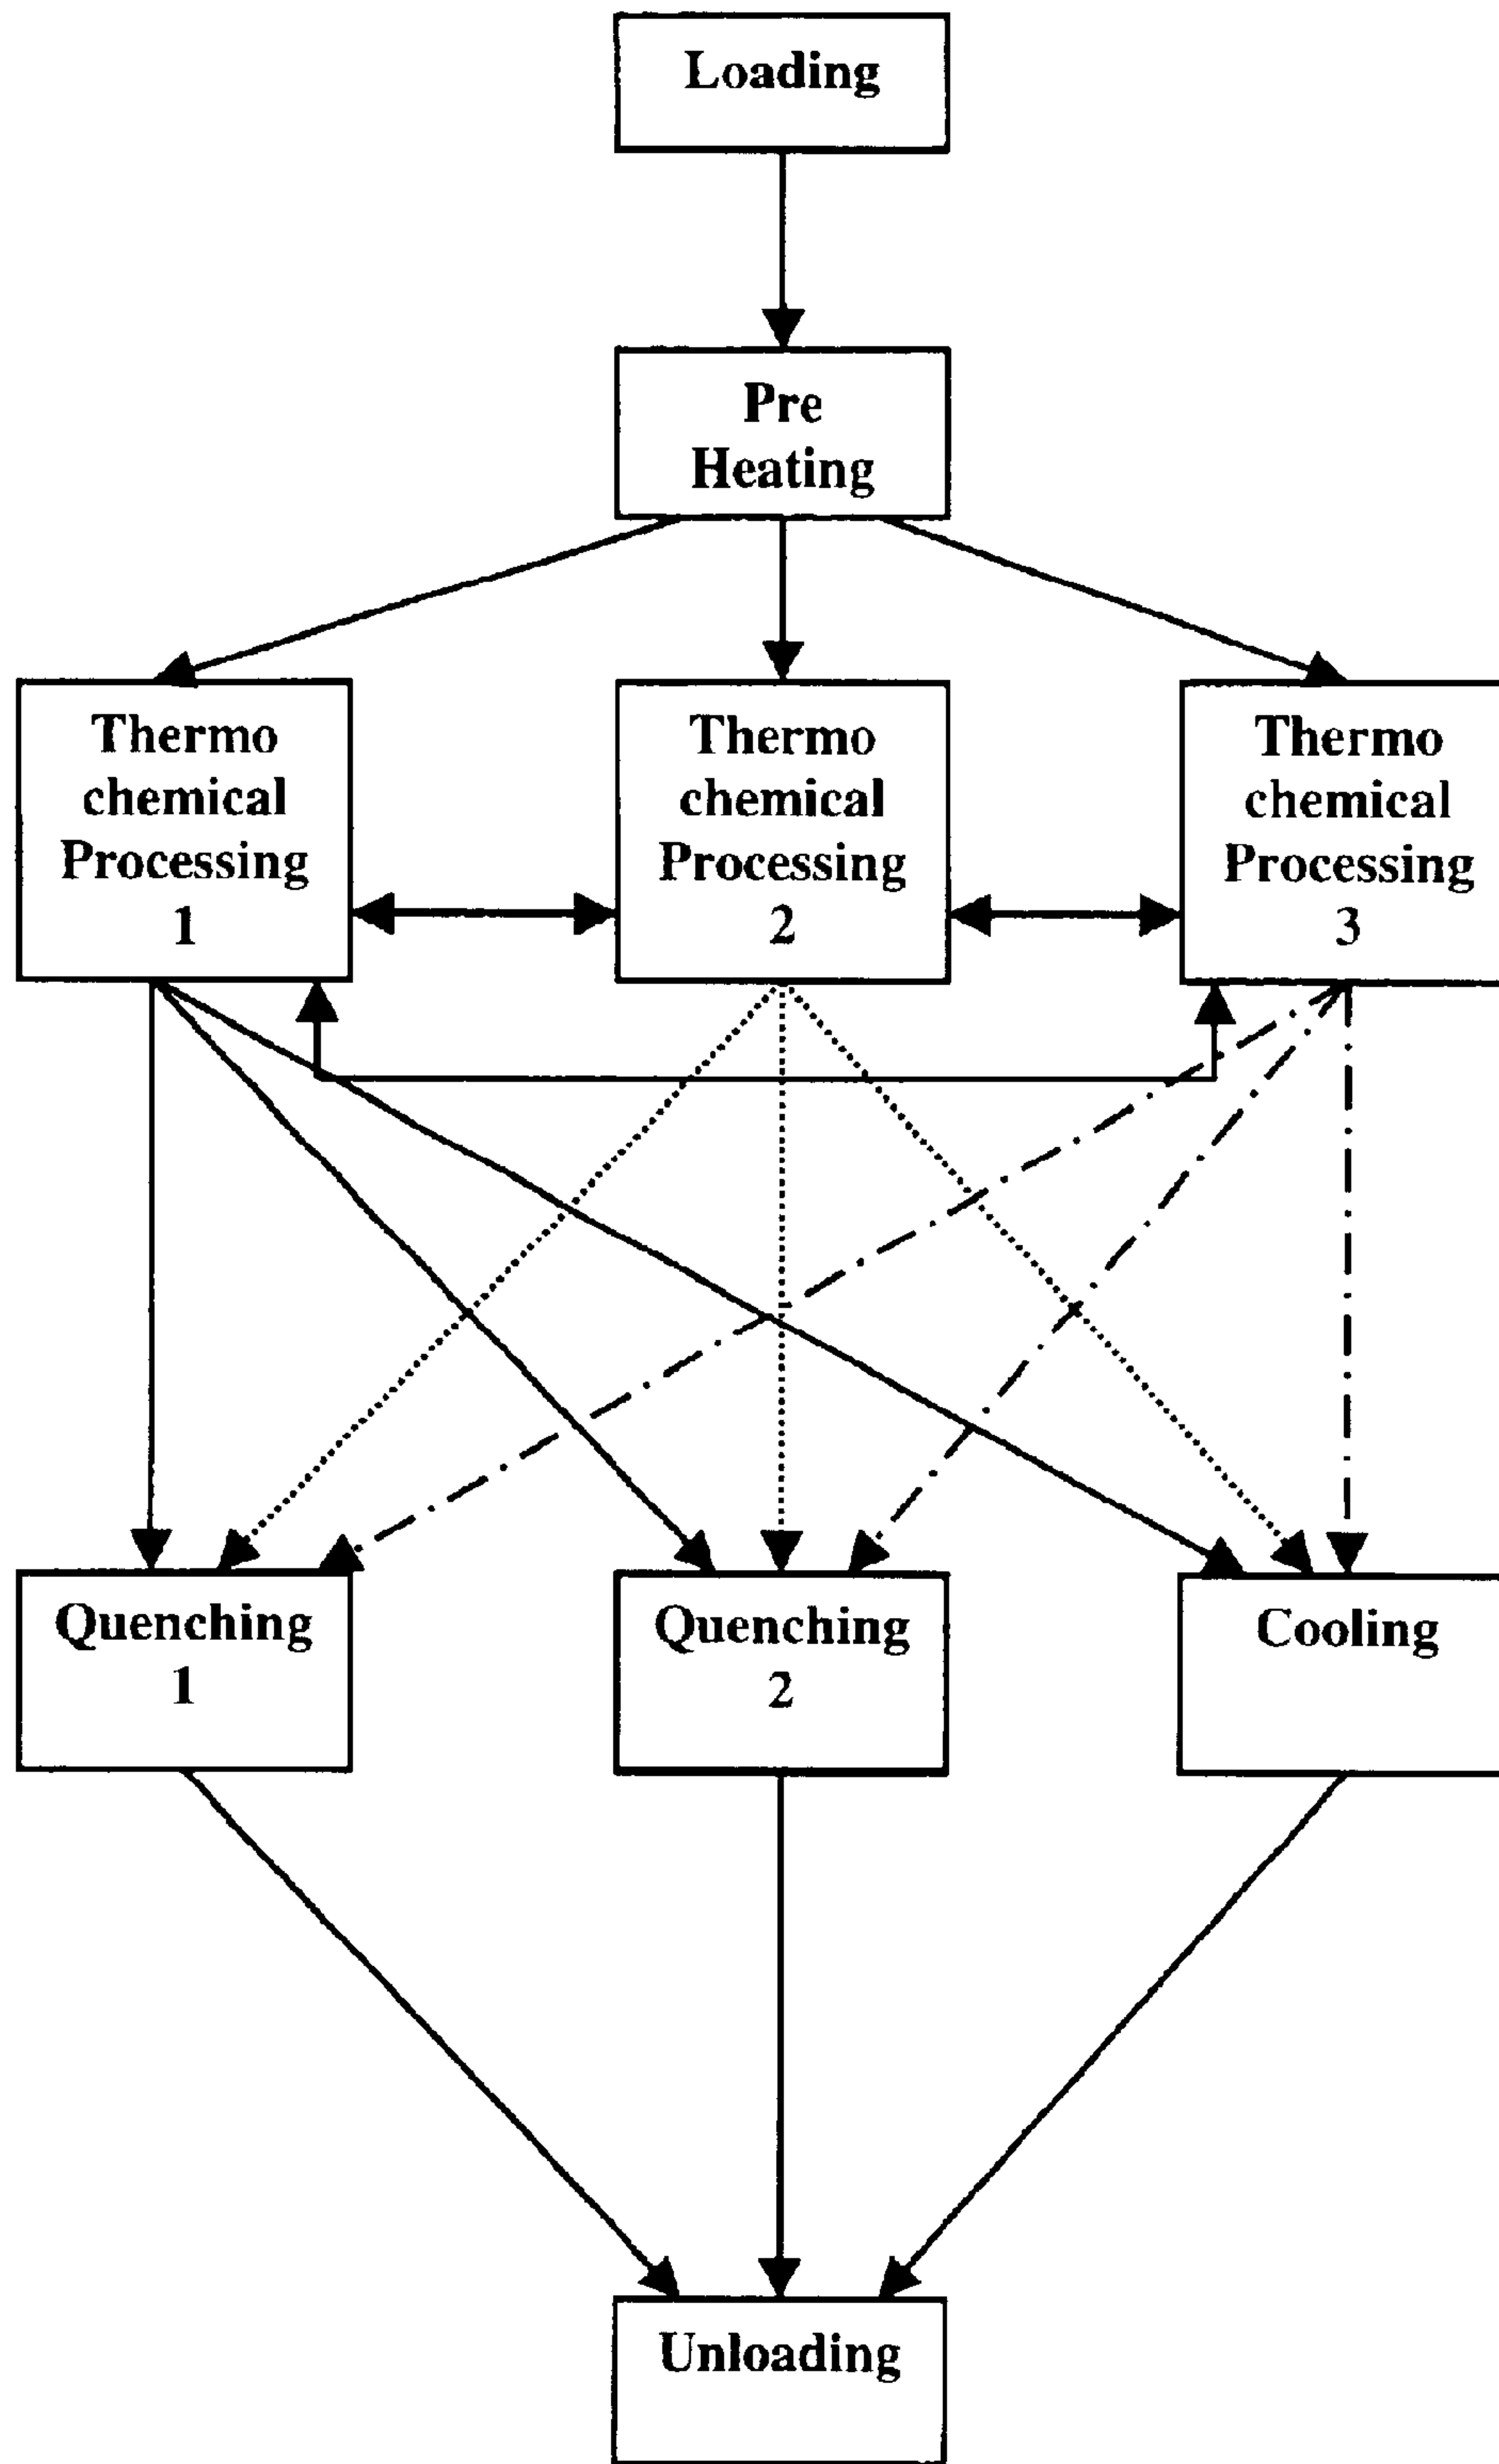 Loading
Pre
Heating
Thermo
chemical
Processing
1
Thermo
chemical
Processing
2
Thermo
chemical
Processing
3
Quenching
1
Quenching
2
Cooling
Unloading